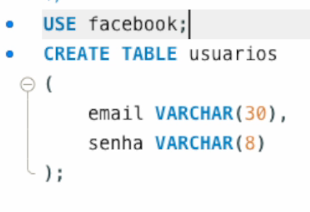 USE facebook;
CREATE TABLE usuarios
(
email VARCHAR(30),
senha VARCHAR(8)
);